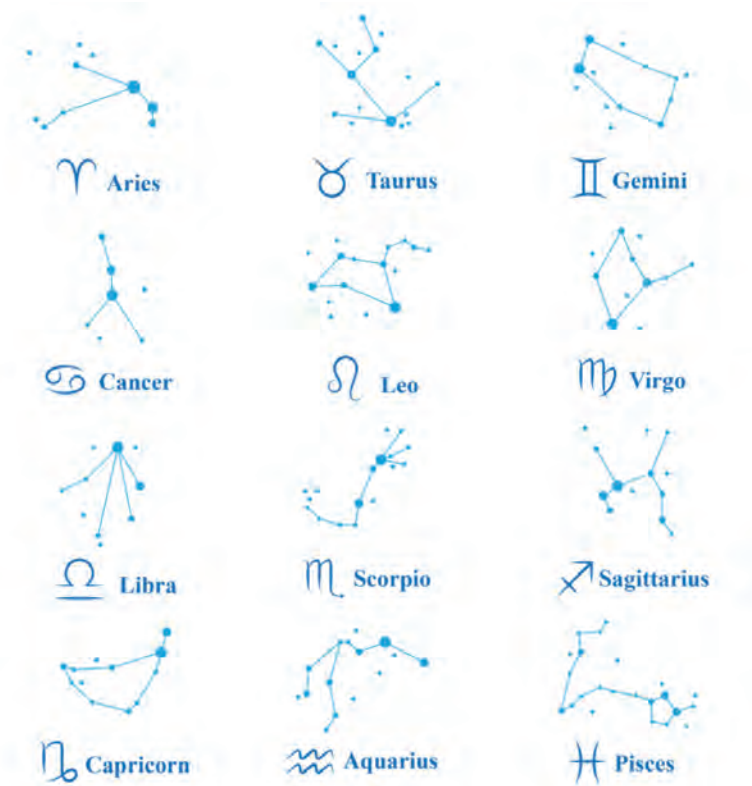 ♈ Aries
♉ Taurus
♊ Gemini
♋ Cancer
♌ Leo
♍ Virgo
♎ Libra
♏ Scorpio
♐ Sagittarius
♑ Capricorn
♒ Aquarius
♓ Pisces